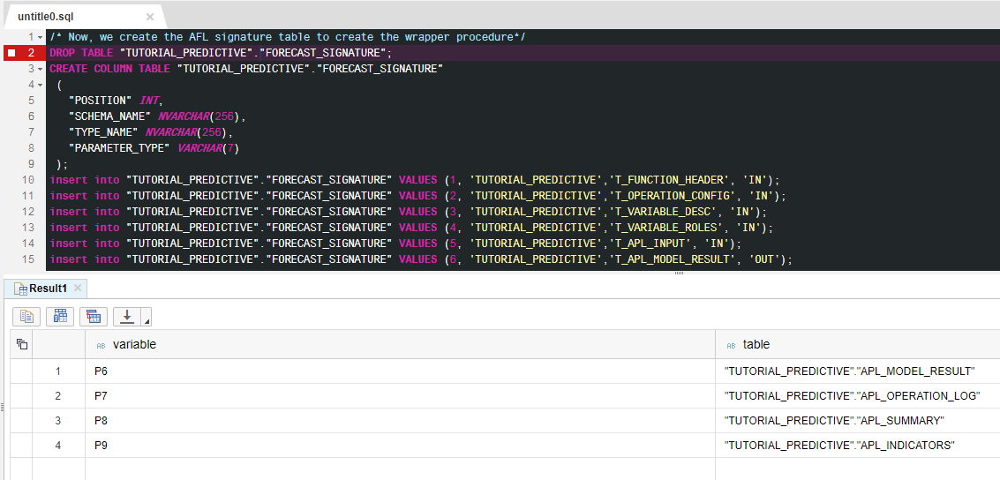 untitle0.sql
1 /* Now, we create the AFL signature table to create the wrapper procedure*/
2 DROP TABLE "TUTORIAL_PREDICTIVE"."FORECAST_SIGNATURE";
3 CREATE COLUMN TABLE "TUTORIAL_PREDICTIVE"."FORECAST_SIGNATURE"
4 (
5 "POSITION" INT,
6 "SCHEMA_NAME" NVARCHAR(256),
7 "TYPE_NAME" NVARCHAR(256),
8 "PARAMETER_TYPE" VARCHAR(7)
9 );
10 insert into "TUTORIAL_PREDICTIVE"."FORECAST_SIGNATURE" VALUES (1, 'TUTORIAL_PREDICTIVE','T_FUNCTION_HEADER', 'IN');
11 insert into "TUTORIAL_PREDICTIVE"."FORECAST_SIGNATURE" VALUES (2, 'TUTORIAL_PREDICTIVE','T_OPERATION_CONFIG', 'IN');
12 insert into "TUTORIAL_PREDICTIVE"."FORECAST_SIGNATURE" VALUES (3, 'TUTORIAL_PREDICTIVE','T_VARIABLE_DESC', 'IN');
13 insert into "TUTORIAL_PREDICTIVE"."FORECAST_SIGNATURE" VALUES (4, 'TUTORIAL_PREDICTIVE','T_VARIABLE_ROLES', 'IN');
14 insert into "TUTORIAL_PREDICTIVE"."FORECAST_SIGNATURE" VALUES (5, 'TUTORIAL_PREDICTIVE','T_APL_INPUT', 'IN');
15 insert into "TUTORIAL_PREDICTIVE"."FORECAST_SIGNATURE" VALUES (6, 'TUTORIAL_PREDICTIVE','T_APL_MODEL_RESULT', 'OUT');
Result1
AB variable AB table
1 P6 "TUTORIAL_PREDICTIVE"."APL_MODEL_RESULT"
2 P7 "TUTORIAL_PREDICTIVE"."APL_OPERATION_LOG"
3 P8 "TUTORIAL_PREDICTIVE"."APL_SUMMARY"
4 P9 "TUTORIAL_PREDICTIVE"."APL_INDICATORS"